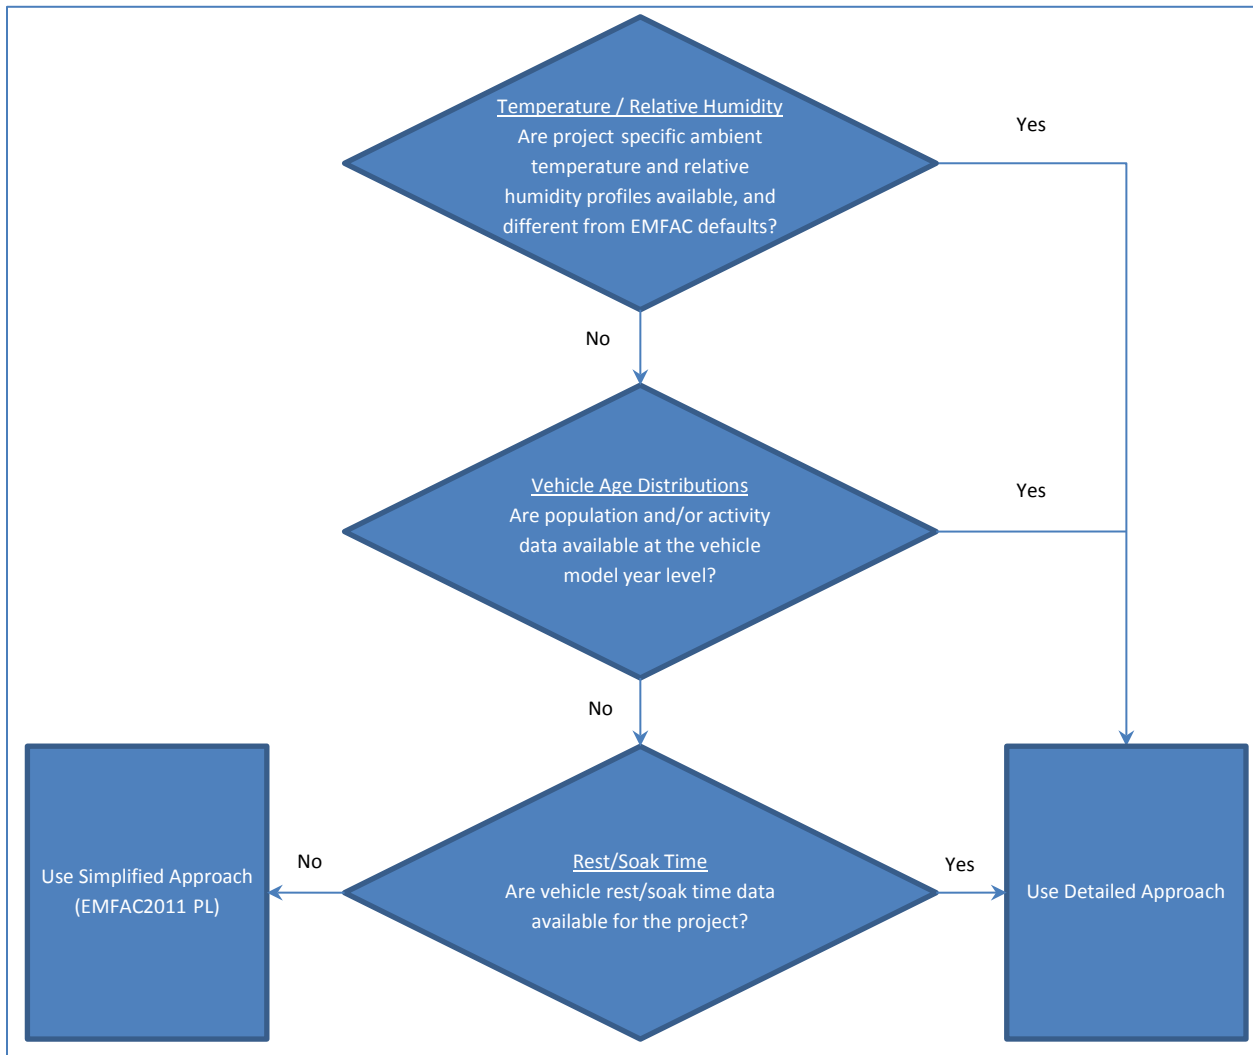 Temperature / Relative Humidity
Are project specific ambient
temperature and relative
humidity profiles available, and
different from EMFAC defaults?
Yes
No
Vehicle Age Distributions
Are population and/or activity
data available at the vehicle
model year level?
Yes
No
Use Simplified Approach
(EMFAC2011 PL)
No
Rest/Soak Time
Are vehicle rest/soak time data
available for the project?
Yes
Use Detailed Approach